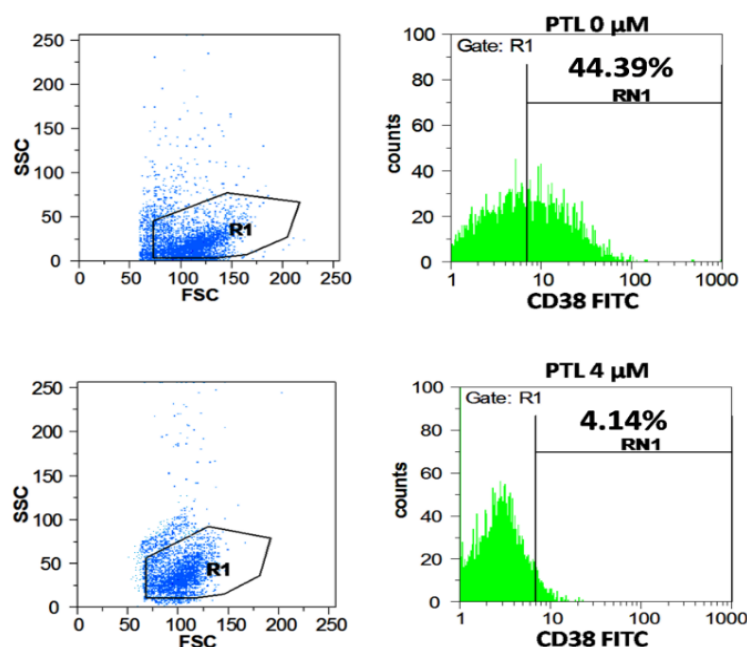 250
200
150
100
50
0
SSC
R1
0 50 100 150 200 250
FSC
PTL 0 µM
Gate: R1
44.39%
RN1
100
80
60
40
20
0
counts
1 10 100 1000
CD38 FITC
250
200
150
100
50
0
SSC
R1
0 50 100 150 200 250
FSC
PTL 4 µM
Gate: R1
4.14%
RN1
100
80
60
40
20
0
counts
1 10 100 1000
CD38 FITC